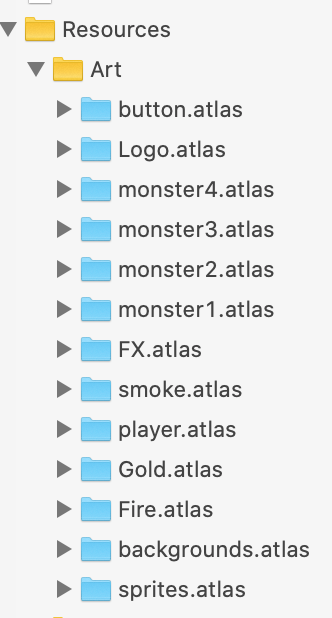 Resources
Art
button.atlas
Logo.atlas
monster4.atlas
monster3.atlas
monster2.atlas
monster1.atlas
FX.atlas
smoke.atlas
player.atlas
Gold.atlas
Fire.atlas
backgrounds.atlas
sprites.atlas